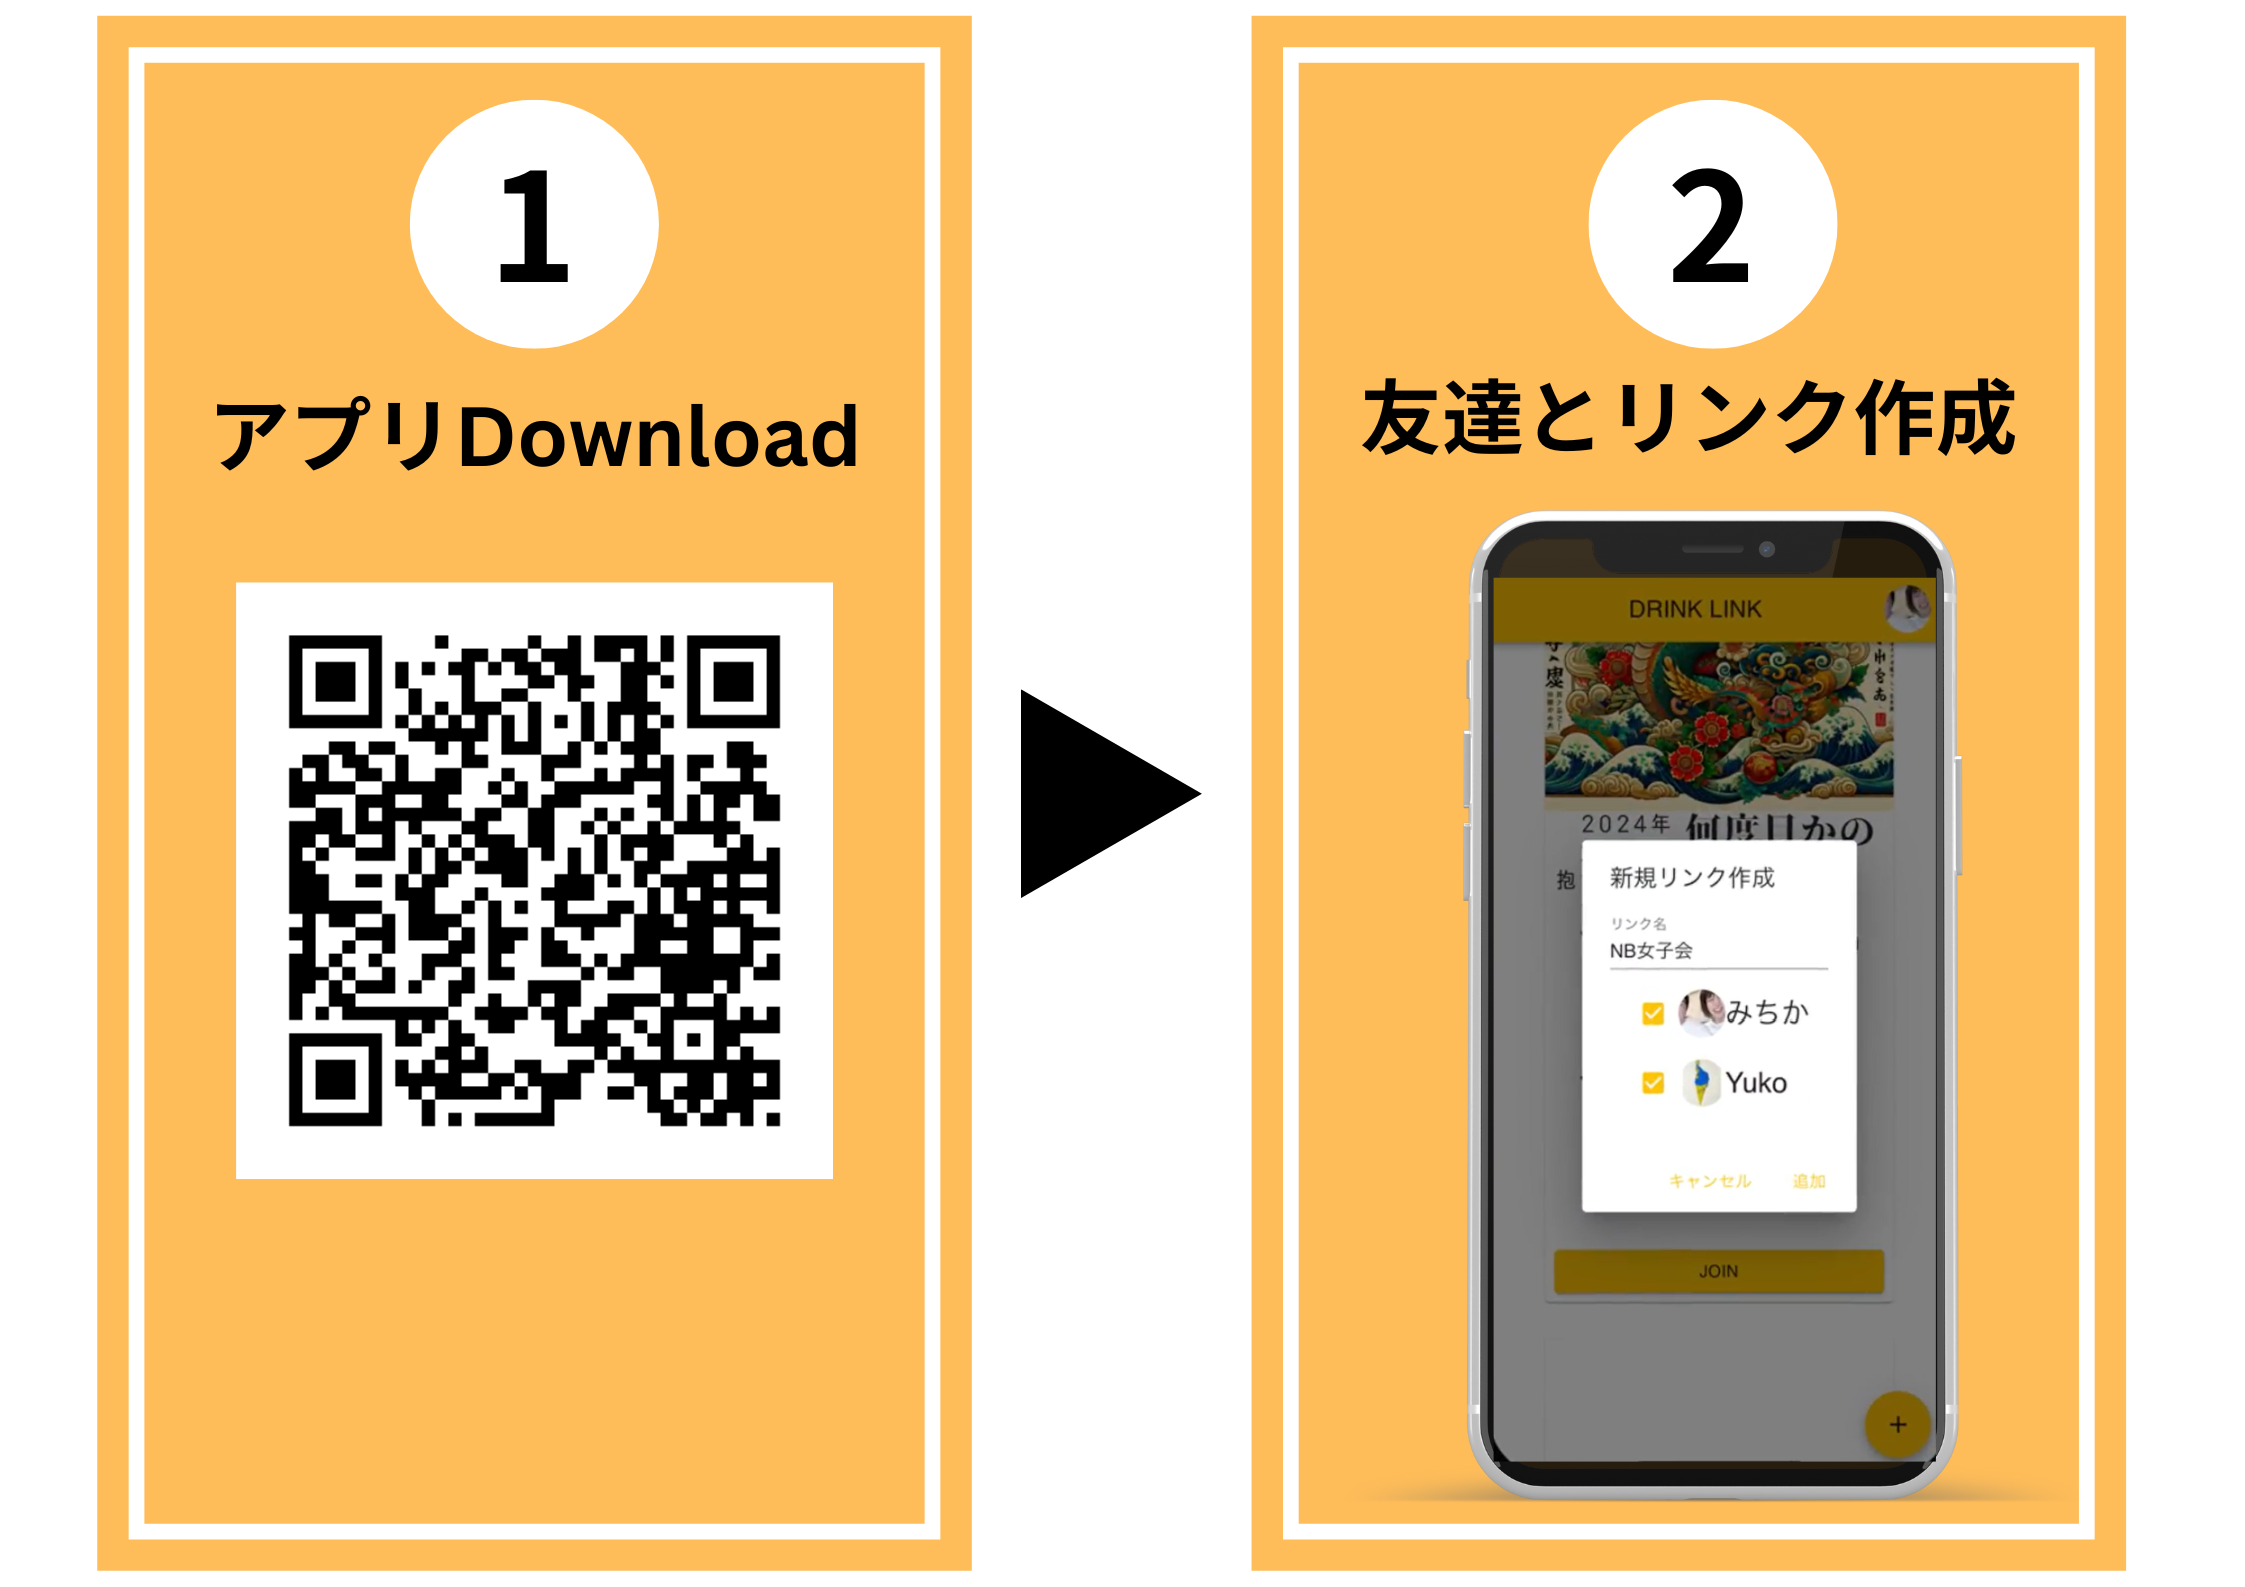 1
アプリDownload
2
友達とリンク作成
DRINK LINK
2024年 何度目かの
抱
新規リンク作成
リンク名
NB女子会
みちか
Yuko
キャンセル 追加
JOIN
+